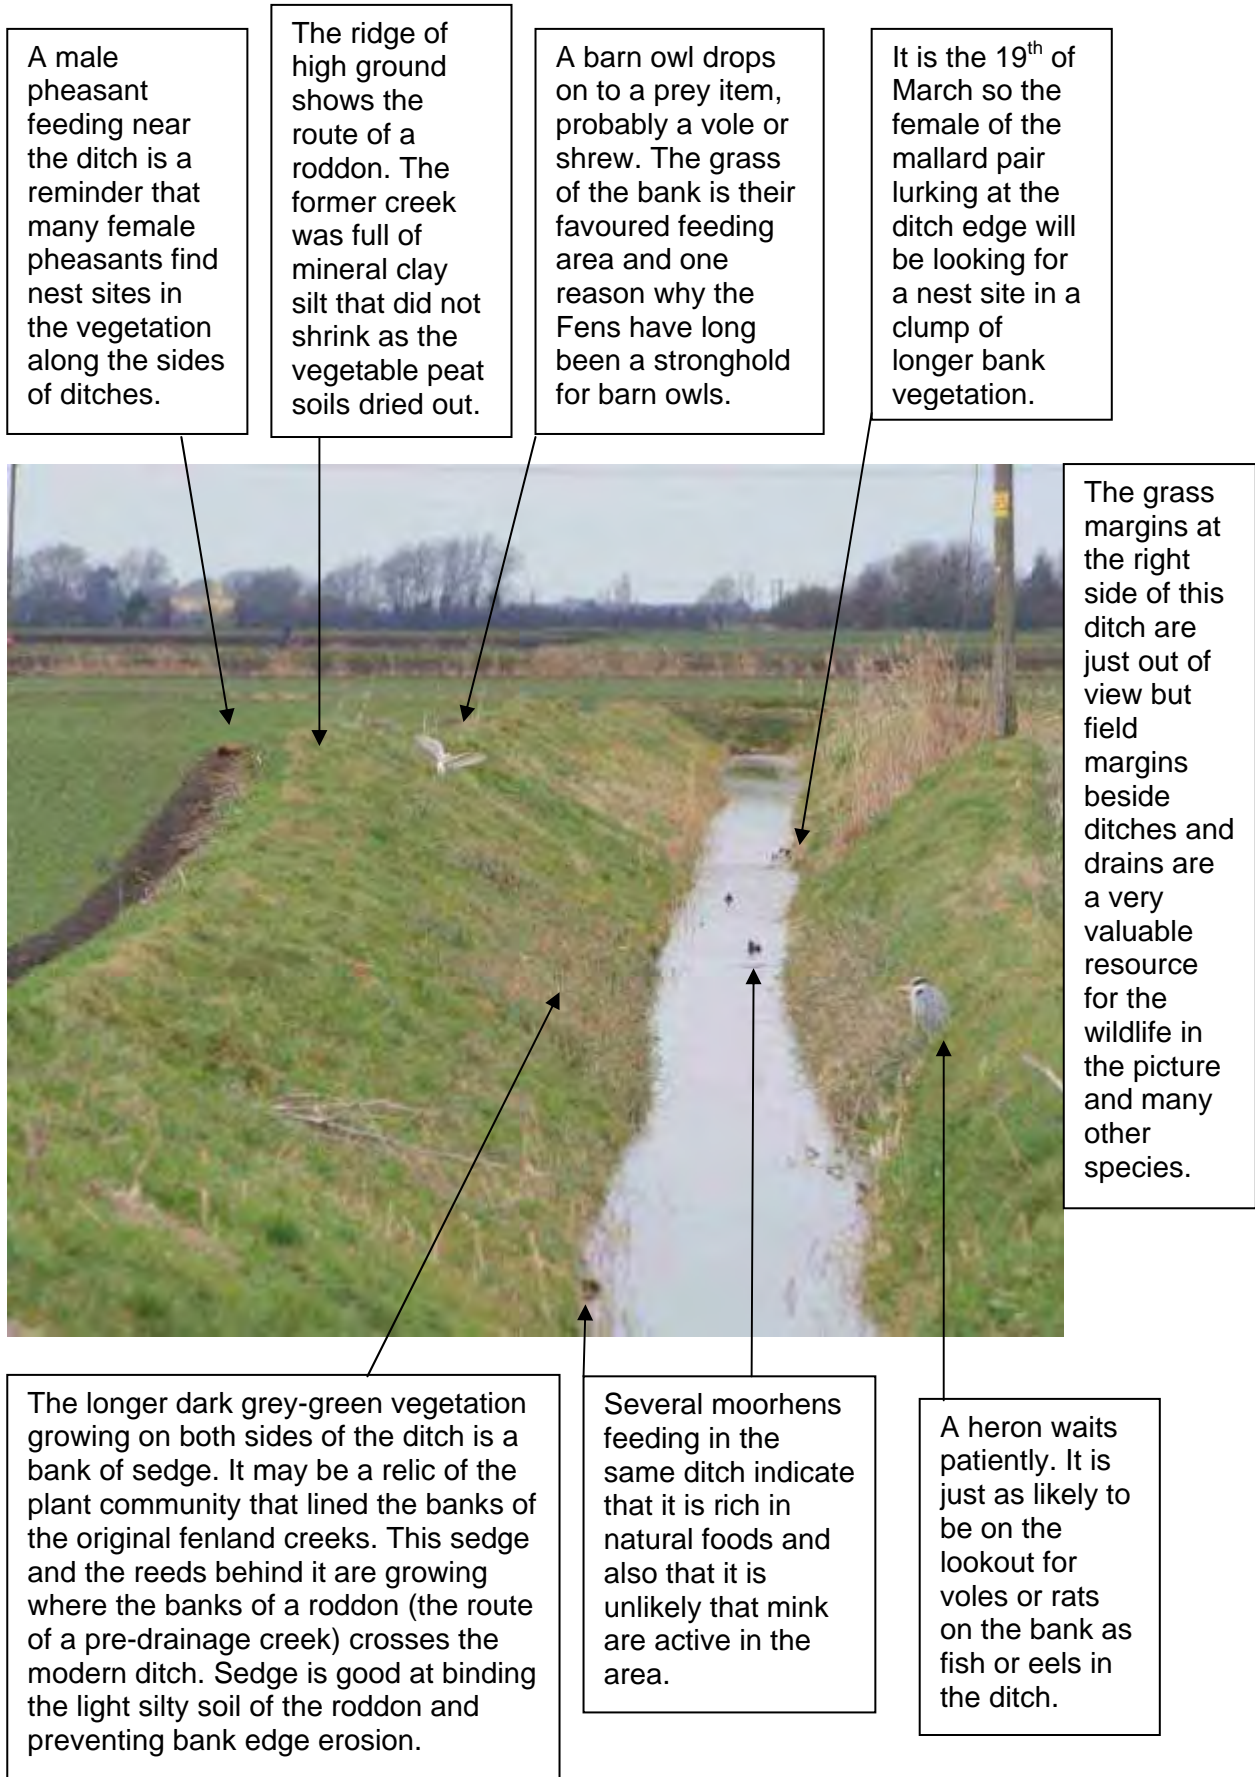 A male
pheasant
feeding near
the ditch is a
reminder that
many female
pheasants find
nest sites in
the vegetation
along the sides
of ditches.
The ridge of
high ground
shows the
route of a
roddon. The
former creek
was full of
mineral clay
silt that did not
shrink as the
vegetable peat
soils dried out.
A barn owl drops
on to a prey item,
probably a vole or
shrew. The grass
of the bank is their
favoured feeding
area and one
reason why the
Fens have long
been a stronghold
for barn owls.
It is the 19th of
March so the
female of the
mallard pair
lurking at the
ditch edge will
be looking for
a nest site in a
clump of
longer bank
vegetation.
The grass
margins at
the right
side of this
ditch are
just out of
view but
field
margins
beside
ditches and
drains are
a very
valuable
resource
for the
wildlife in
the picture
and many
other
species.
The longer dark grey-green vegetation
growing on both sides of the ditch is a
bank of sedge. It may be a relic of the
plant community that lined the banks of
the original fenland creeks. This sedge
and the reeds behind it are growing
where the banks of a roddon (the route
of a pre-drainage creek) crosses the
modern ditch. Sedge is good at binding
the light silty soil of the roddon and
preventing bank edge erosion.
Several moorhens
feeding in the
same ditch indicate
that it is rich in
natural foods and
also that it is
unlikely that mink
are active in the
area.
A heron waits
patiently. It is
just as likely to
be on the
lookout for
voles or rats
on the bank as
fish or eels in
the ditch.